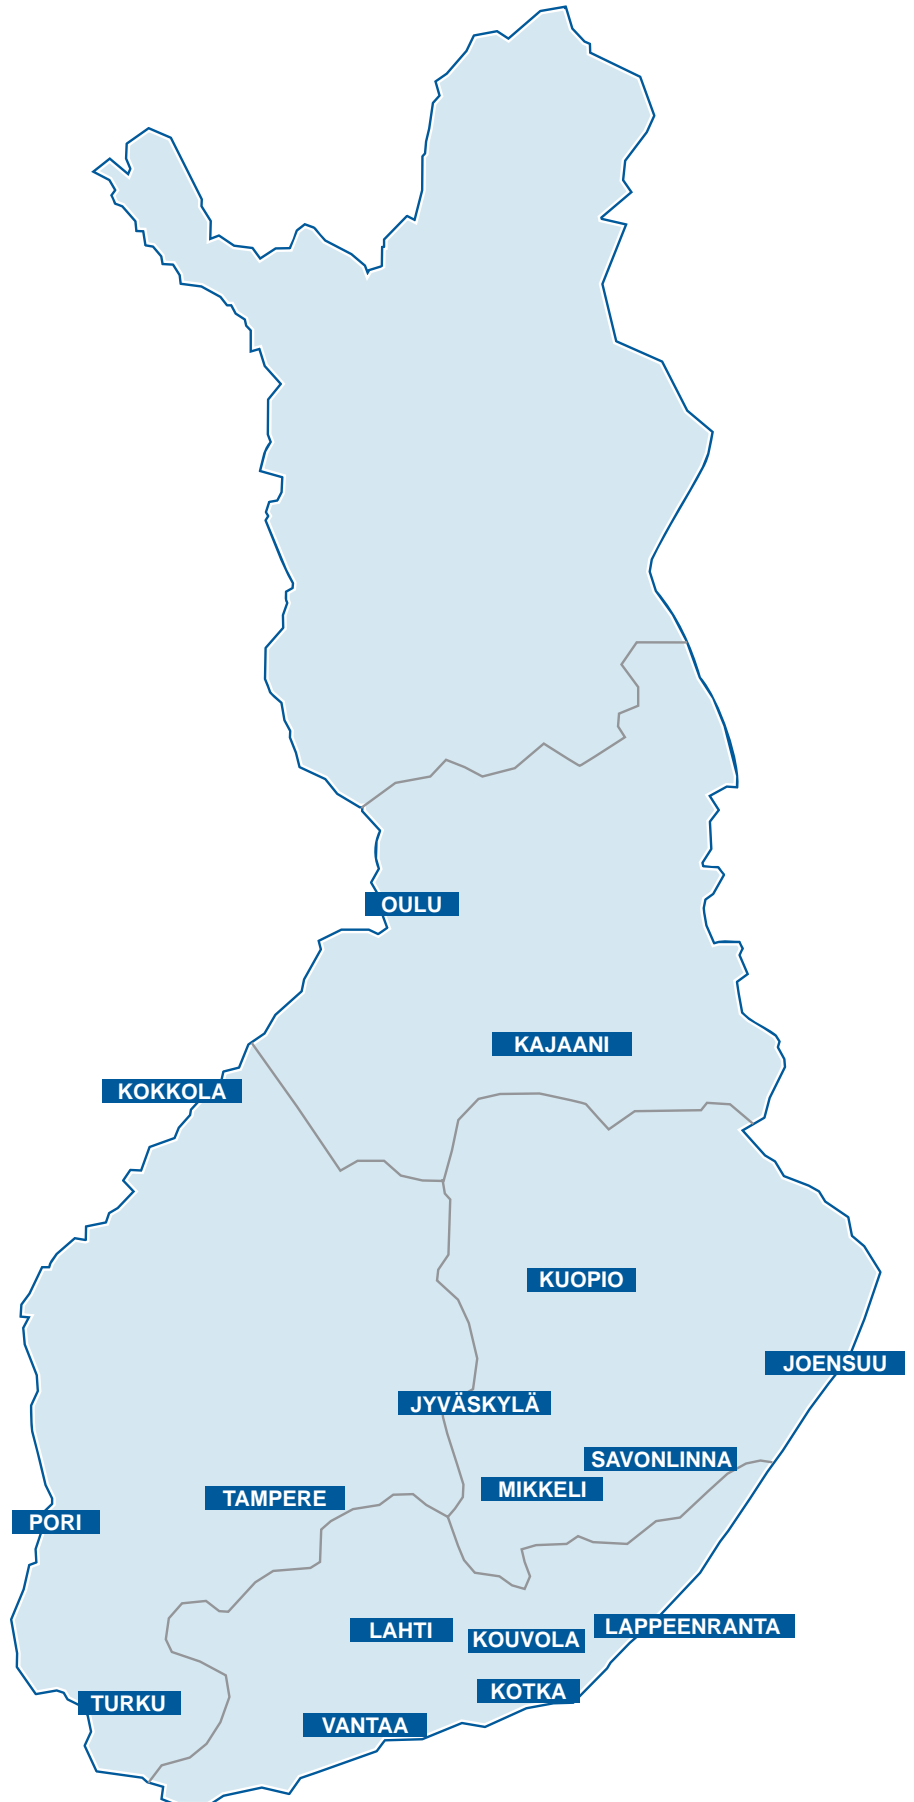 OULU
KAJAANI
KOKKOLA
KUOPIO
JOENSUU
JYVÄSKYLÄ
SAVONLINNA
MIKKELI
TAMPERE
PORI
LAPPEENRANTA
LAHTI
KOUVOLA
KOTKA
TURKU
VANTAA